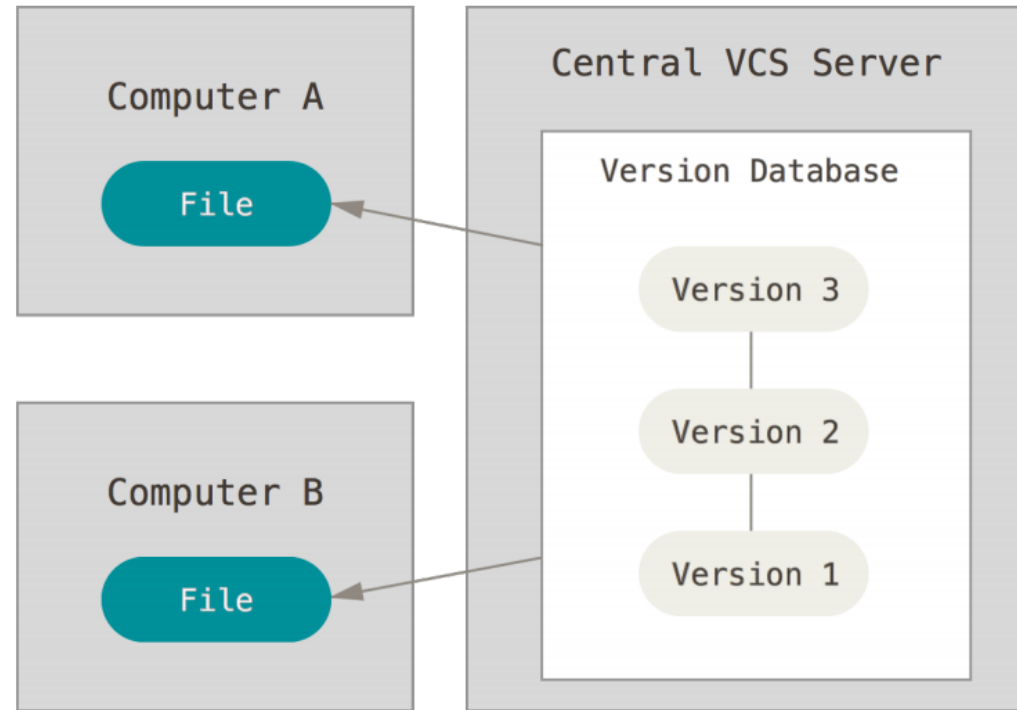 Computer A
File
Computer B
File
Central VCS Server
Version Database
Version 3
Version 2
Version 1